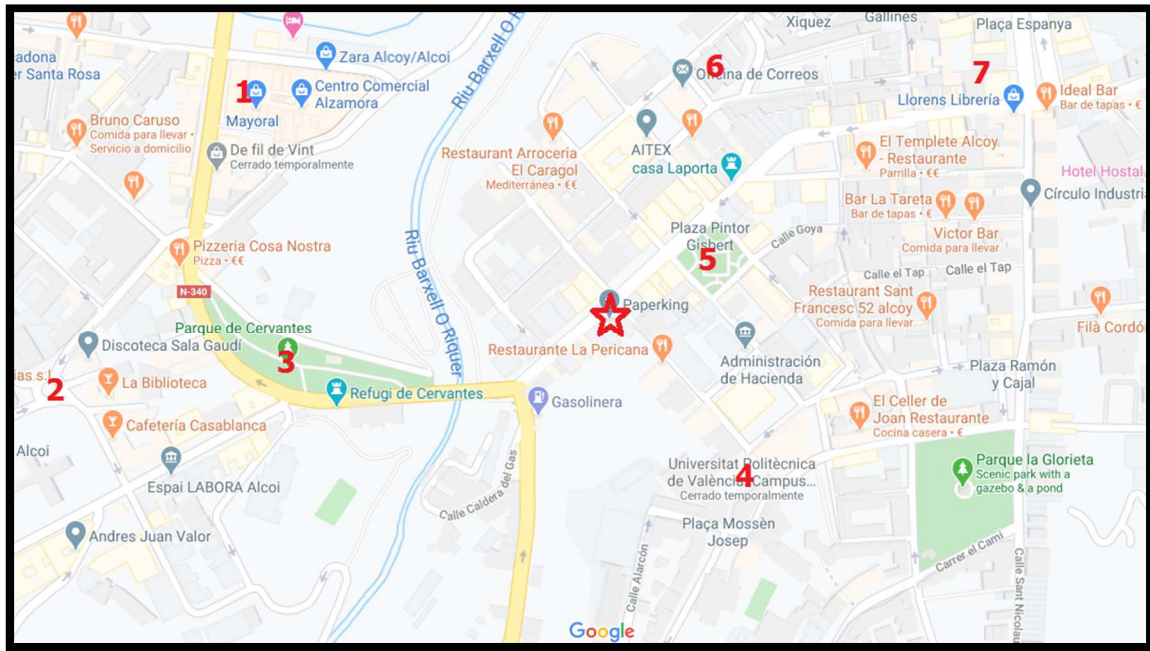 Xiquez
Gallines
Plaça Espanya
adona
er Santa Rosa
Zara Alcoy/Alcoi
1
Mayoral
Centro Comercial
Alzamora
Riu Barxell O Riquer
6
Oficina de Correos
7
Llorens Librería
Ideal Bar
Bar de tapas • €
Bruno Caruso
Comida para llevar •
Servicio a domicilio
De fil de Vint
Cerrado temporalmente
Restaurant Arroceria
El Caragol
Mediterránea • €€
AITEX
casa Laporta
El Templete Alcoy
- Restaurante
Parrilla • €€
Hotel Hostal
Círculo Industria
Bar La Tareta
Bar de tapas • €
Victor Bar
Comida para llevar
Plaza Pintor
Gisbert
5
Calle Goya
Calle el Tap
Calle el Tap
Pizzeria Cosa Nostra
Pizza • €€
N-340
Riu Barxell O Riquer
Paperking
Restaurant Sant
Francesc 52 alcoy
Comida para llevar
Filà Cordó
Parque de Cervantes
3
Discoteca Sala Gaudí
Restaurante La Pericana
Administración
de Hacienda
Plaza Ramón
y Cajal
ias s.l
2
La Biblioteca
Refugi de Cervantes
Gasolinera
Cafetería Casablanca
El Celler de
Joan Restaurante
Cocina casera • €
Alcoi
Espai LABORA Alcoi
Calle Caldera del Gas
Universitat Politècnica
de València Campus...
Cerrado temporalmente
4
Parque la Glorieta
Scenic park with a
gazebo & a pond
Andres Juan Valor
Plaça Mossèn
Josep
Calle Alarcón
Carrer el Camí
Calle Sant Nicolau
Google